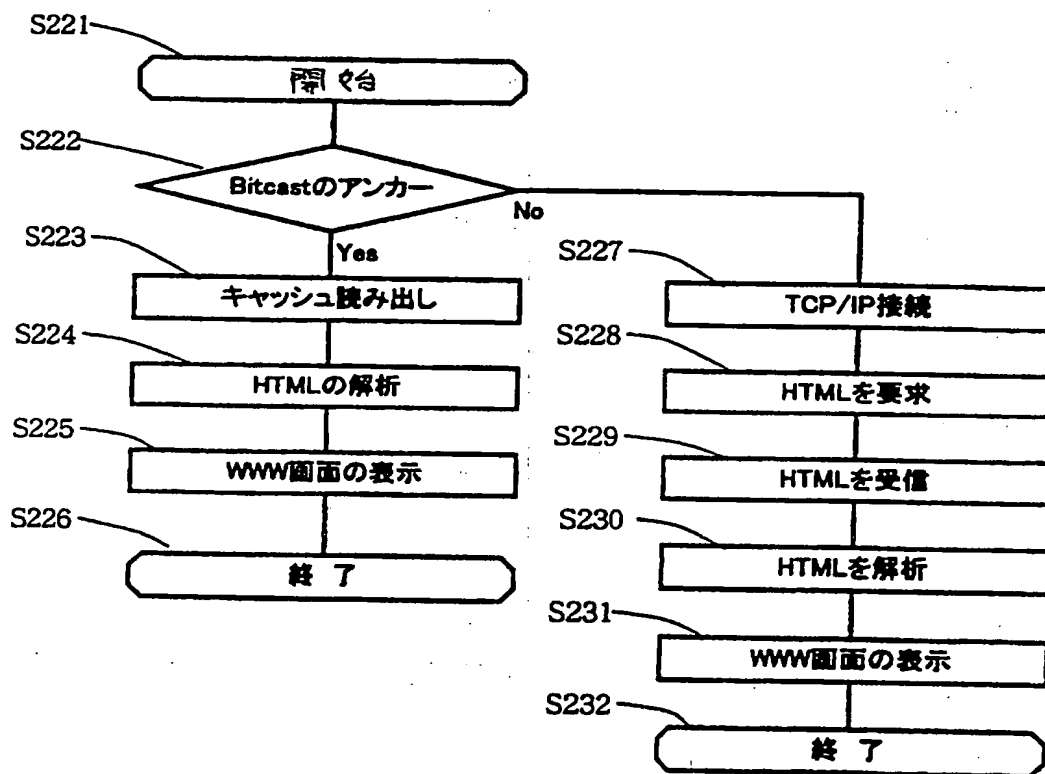 S221
開始
S222
Bitcastのアンカー
No
Yes
S223
キャッシュ読み出し
S224
HTMLの解析
S225
WWW画面の表示
S226
終 了
S227
TCP/IP接続
S228
HTMLを要求
S229
HTMLを受信
S230
HTMLを解析
S231
WWW画面の表示
S232
終 了